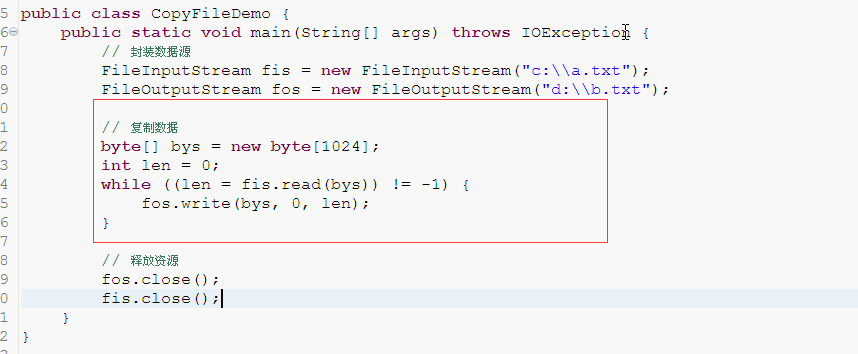 5 public class CopyFileDemo {
6 public static void main(String[] args) throws IOException {
7 // 封装数据源
8 FileInputStream fis = new FileInputStream("c:\\a.txt");
9 FileOutputStream fos = new FileOutputStream("d:\\b.txt");
0
1 // 复制数据
2 byte[] bys = new byte[1024];
3 int len = 0;
4 while ((len = fis.read(bys)) != -1) {
5 fos.write(bys, 0, len);
6 }
7
8 // 释放资源
9 fos.close();
0 fis.close();
1 }
2 }